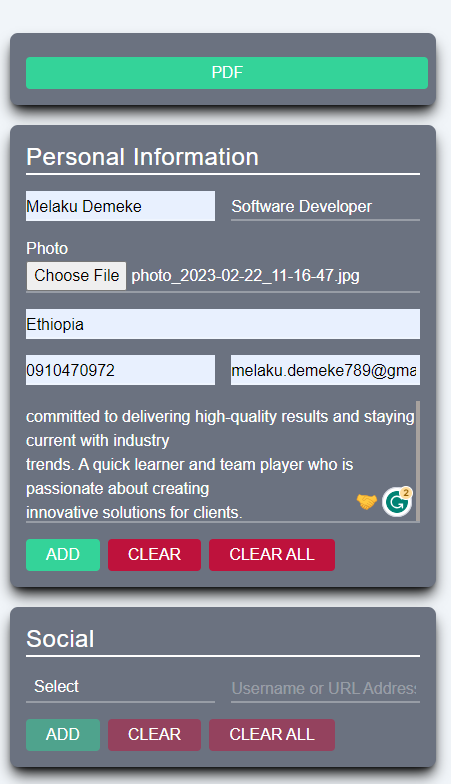 PDF
Personal Information
Melaku Demeke Software Developer
Photo
Choose File photo_2023-02-22_11-16-47.jpg
Ethiopia
0910470972 melaku.demeke789@gma
committed to delivering high-quality results and staying
current with industry
trends. A quick learner and team player who is
passionate about creating
innovative solutions for clients.
2
ADD CLEAR CLEAR ALL
Social
Select Username or URL Address
ADD CLEAR CLEAR ALL